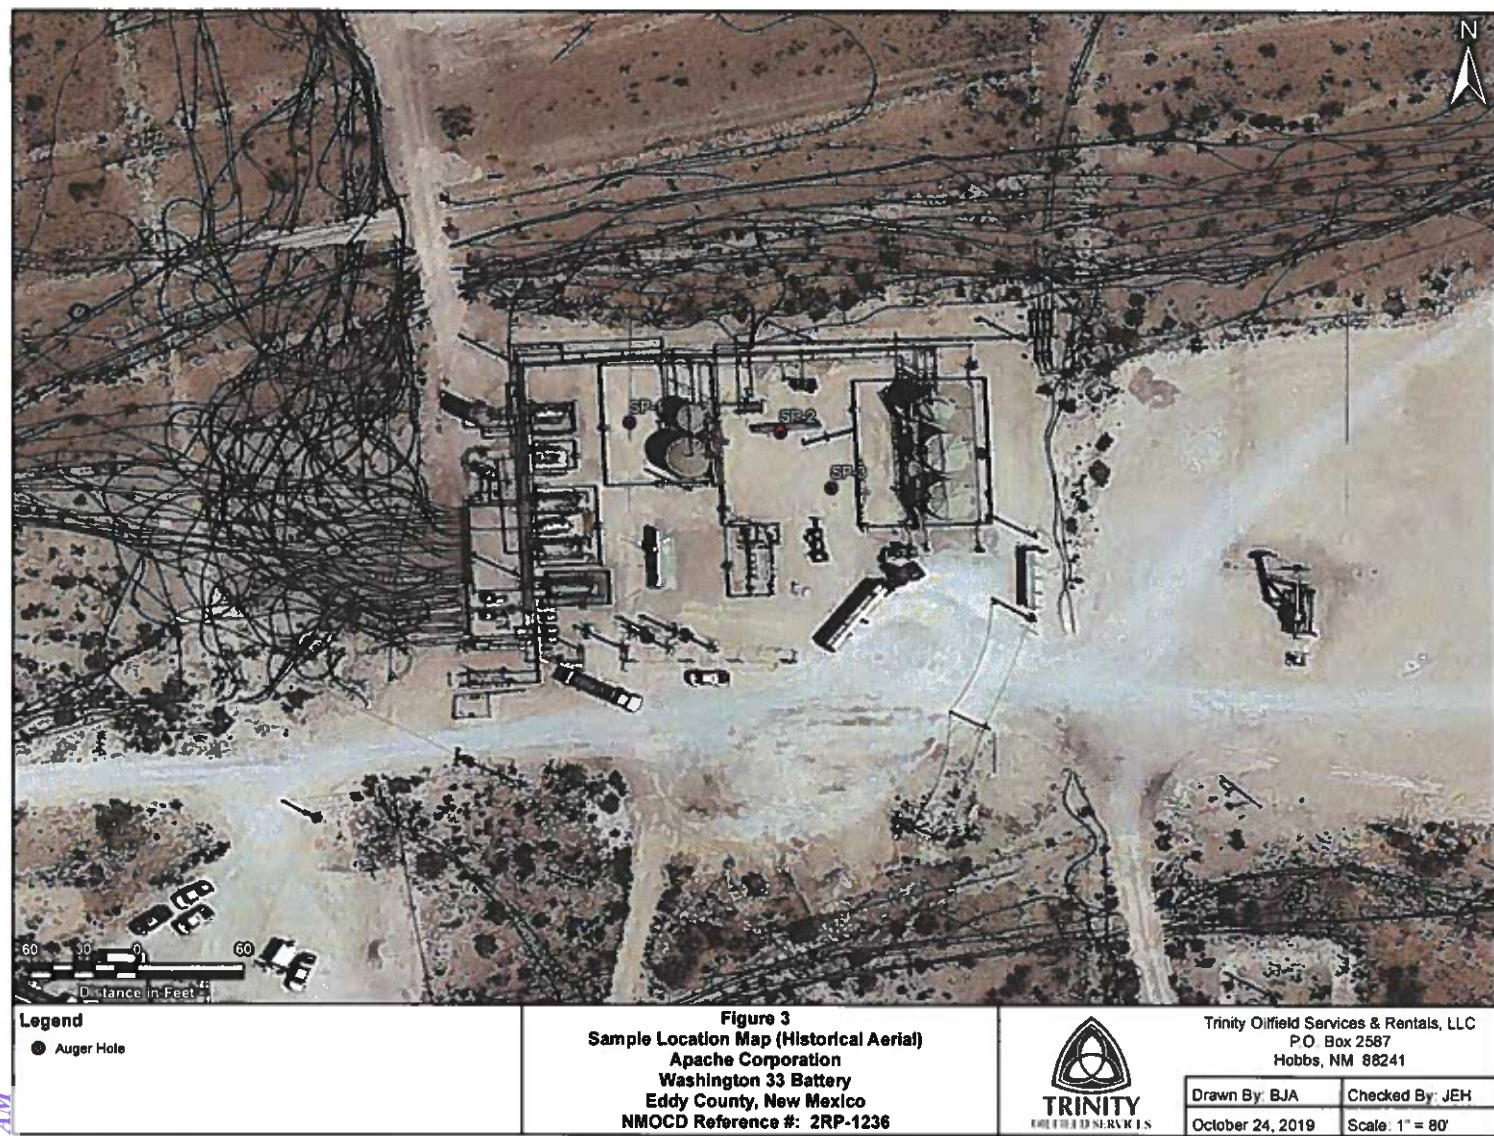 N
SP-
SP-2
SP-3
60 30 0 60
Distance in Feet
Legend
Auger Hole
Figure 3
Sample Location Map (Historical Aerial)
Apache Corporation
Washington 33 Battery
Eddy County, New Mexico
NMOCD Reference #: 2RP-1236
TRINITY
OILFIELD SERVICES
Trinity Oilfield Services & Rentals, LLC
P.O. Box 2587
Hobbs, NM 88241
Drawn By: BJA
Checked By: JEH
October 24, 2019
Scale: 1" = 80'
AM